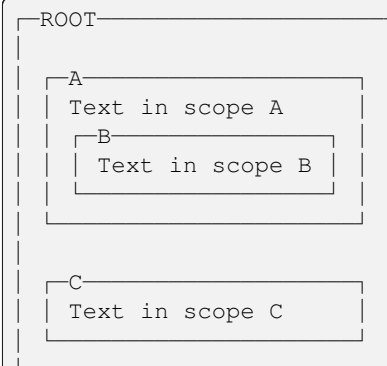 ROOT
A
Text in scope A
B
Text in scope B
C
Text in scope C